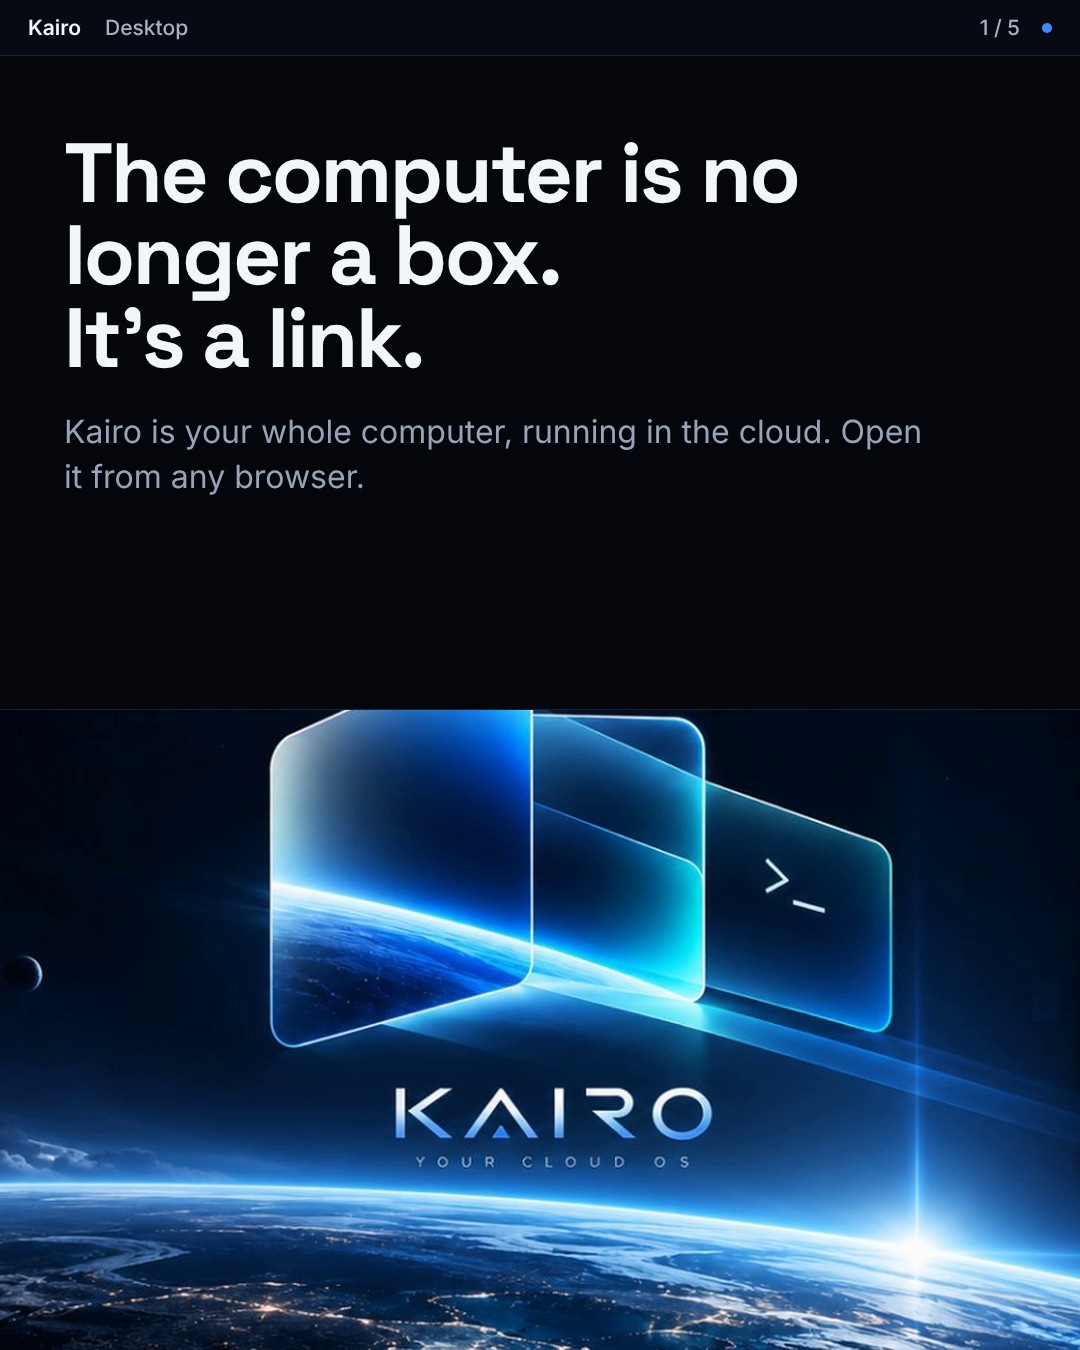 Kairo Desktop 1 / 5
The computer is no
longer a box.
It’s a link.
Kairo is your whole computer, running in the cloud. Open
it from any browser.
>_
KAIRO
YOUR CLOUD OS